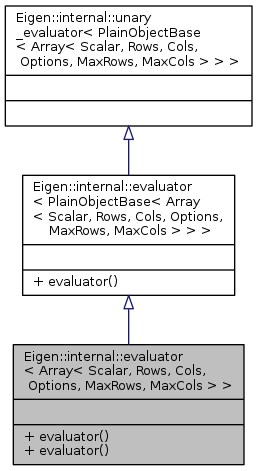 Eigen::internal::unary
_evaluator< PlainObjectBase
< Array< Scalar, Rows, Cols,
Options, MaxRows, MaxCols > > >
Eigen::internal::evaluator
< PlainObjectBase< Array
< Scalar, Rows, Cols, Options,
MaxRows, MaxCols > > >
+ evaluator()
Eigen::internal::evaluator
< Array< Scalar, Rows, Cols,
Options, MaxRows, MaxCols > >
+ evaluator()
+ evaluator()